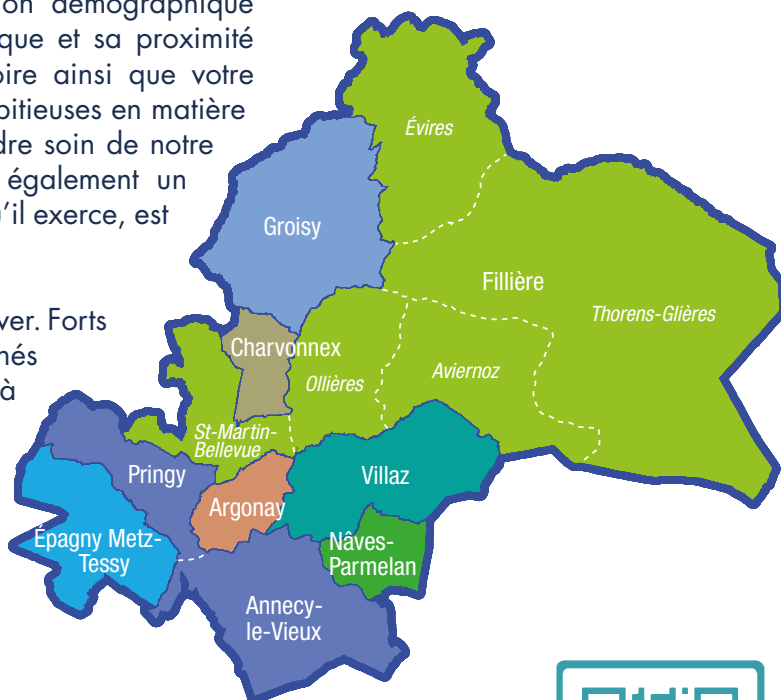 on démographique
que et sa proximité
oire ainsi que votre
bitieuses en matière
dre soin de notre
également un
u'il exerce, est
ver. Forts
nés
à
Évires
Groisy
Fillière
Thorens-Glières
Charvonnex
Ollières
Aviernoz
St-Martin-
Bellevue
Pringy
Villaz
Argonay
Épagny Metz-
Tessy
Nâves-
Parmelan
Annecy-
le-Vieux